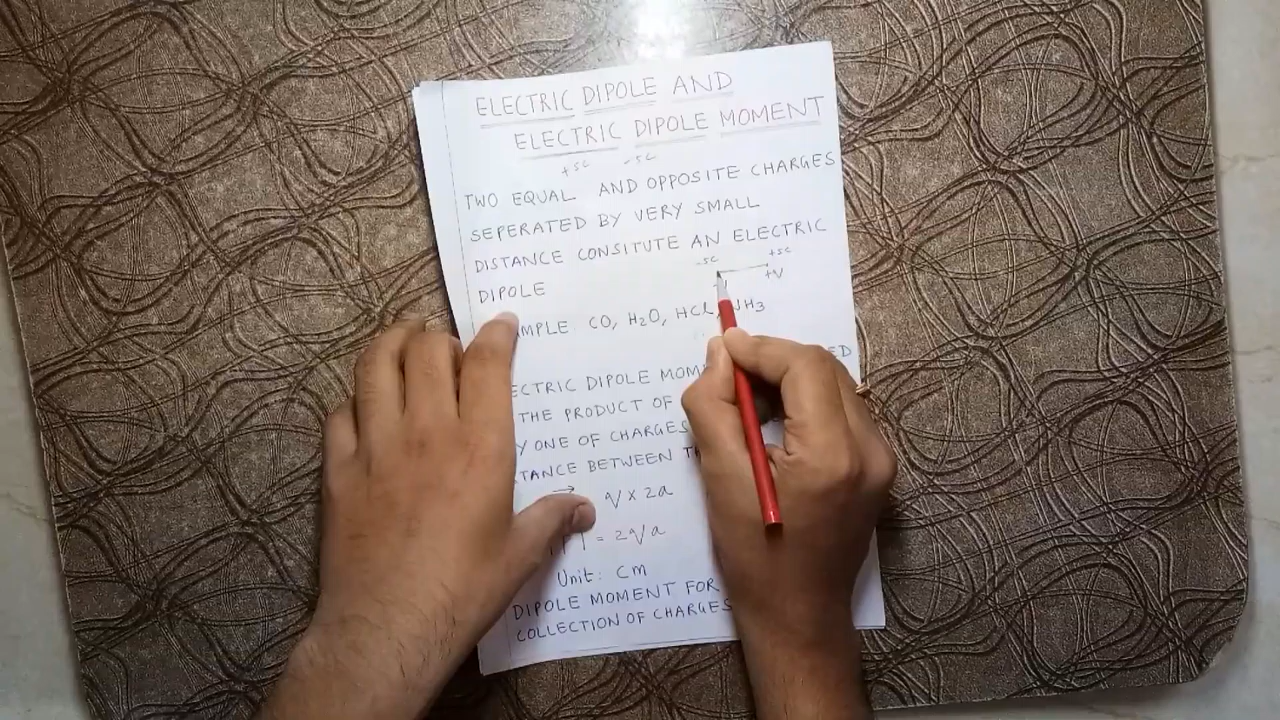 ELECTRIC DIPOLE AND
ELECTRIC DIPOLE MOMENT
+5C -5C
TWO EQUAL AND OPPOSITE CHARGES
SEPERATED BY VERY SMALL
DISTANCE CONSITUTE AN ELECTRIC
-5C +5C
+q
DIPOLE
MPLE CO, H2O, HCl, NH3
ECTRIC DIPOLE MOM ED
THE PRODUCT OF
Y ONE OF CHARGES
TANCE BETWEEN T
q x 2a
= 2qa
Unit: Cm
DIPOLE MOMENT FOR
COLLECTION OF CHARGES